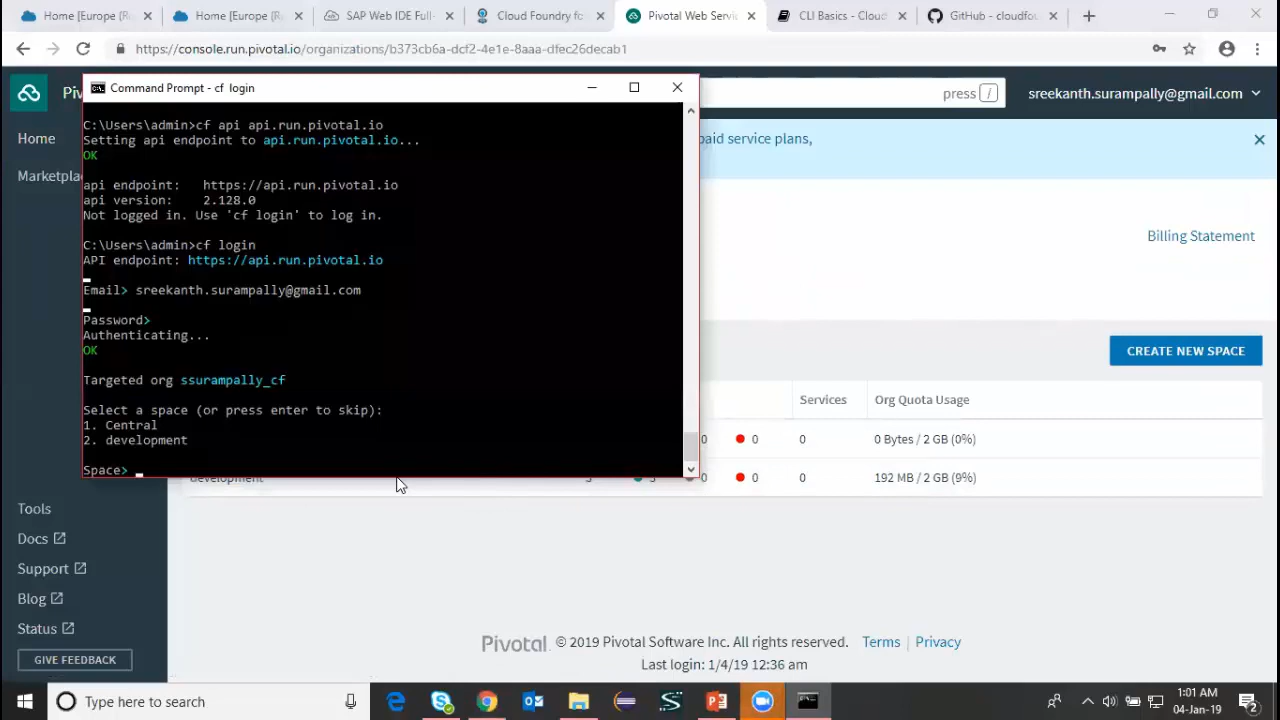 Home [Europe (R
Home [Europe (R
SAP Web IDE Full-
Cloud Foundry fo
Pivotal Web Servi
CLI Basics - Cloud
GitHub - cloudfou
https://console.run.pivotal.io/organizations/b373cb6a-dcf2-4e1e-8aaa-dfec26decab1
Piv
press /
sreekanth.surampally@gmail.com
Home
Marketpla
paid service plans,
Billing Statement
Command Prompt - cf login
C:\Users\admin>cf api api.run.pivotal.io
Setting api endpoint to api.run.pivotal.io...
OK
api endpoint: https://api.run.pivotal.io
api version: 2.128.0
Not logged in. Use 'cf login' to log in.
C:\Users\admin>cf login
API endpoint: https://api.run.pivotal.io
Email> sreekanth.surampally@gmail.com
Password>
Authenticating...
OK
Targeted org ssurampally_cf
Select a space (or press enter to skip):
1. Central
2. development
Space>
CREATE NEW SPACE
Services Org Quota Usage
0 0 0 0 Bytes / 2 GB (0%)
development 0 0 0 192 MB / 2 GB (9%)
Tools
Docs
Support
Blog
Status
GIVE FEEDBACK
Pivotal © 2019 Pivotal Software Inc. All rights reserved. Terms | Privacy
Last login: 1/4/19 12:36 am
Type here to search
1:01 AM
04-Jan-19
2